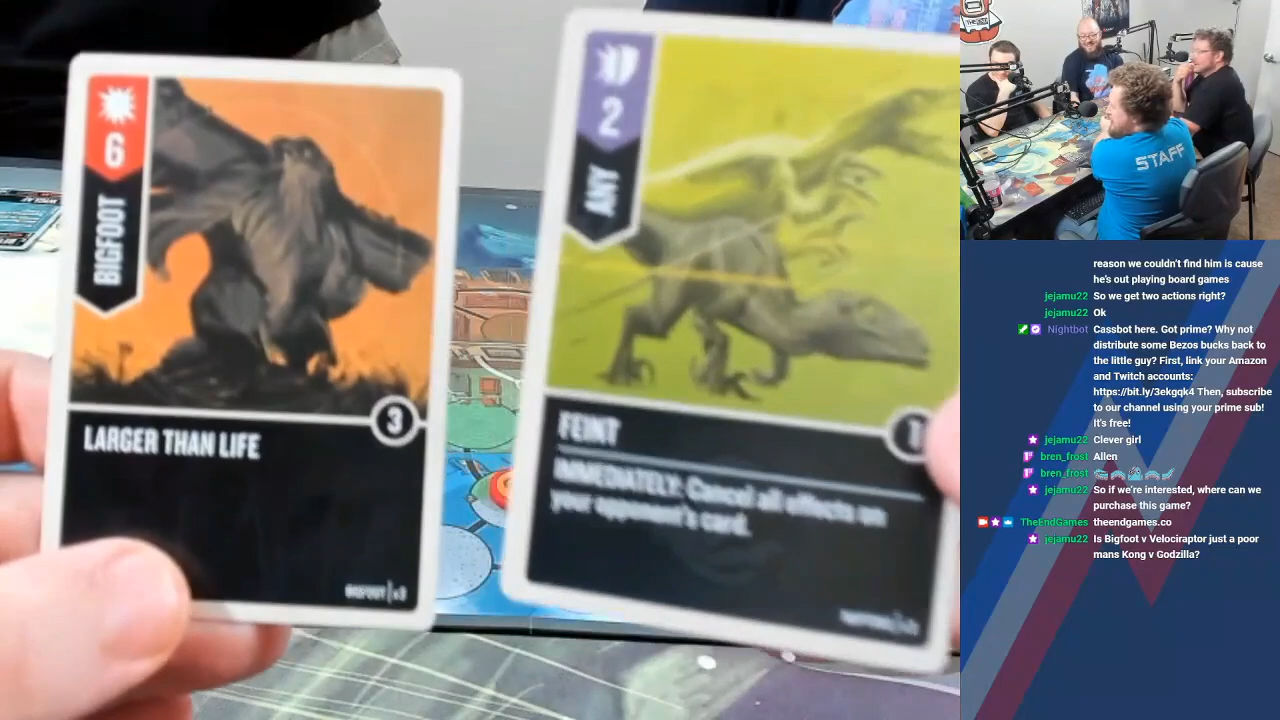 6
BIGFOOT
3
LARGER THAN LIFE
BIGFOOT | x3
2
ANY
1
FEINT
IMMEDIATELY: Cancel all effects on
your opponent's card.
STAFF
reason we couldn't find him is cause
he's out playing board games
jejamu22 So we get two actions right?
jejamu22 Ok
Nightbot Cassbot here. Got prime? Why not
distribute some Bezos bucks back to
the little guy? First, link your Amazon
and Twitch accounts:
https://bit.ly/3ekgqk4 Then, subscribe
to our channel using your prime sub!
It's free!
jejamu22 Clever girl
bren_frost Allen
bren_frost
jejamu22 So if we're interested, where can we
purchase this game?
TheEndGames theendgames.co
jejamu22 Is Bigfoot v Velociraptor just a poor
mans Kong v Godzilla?